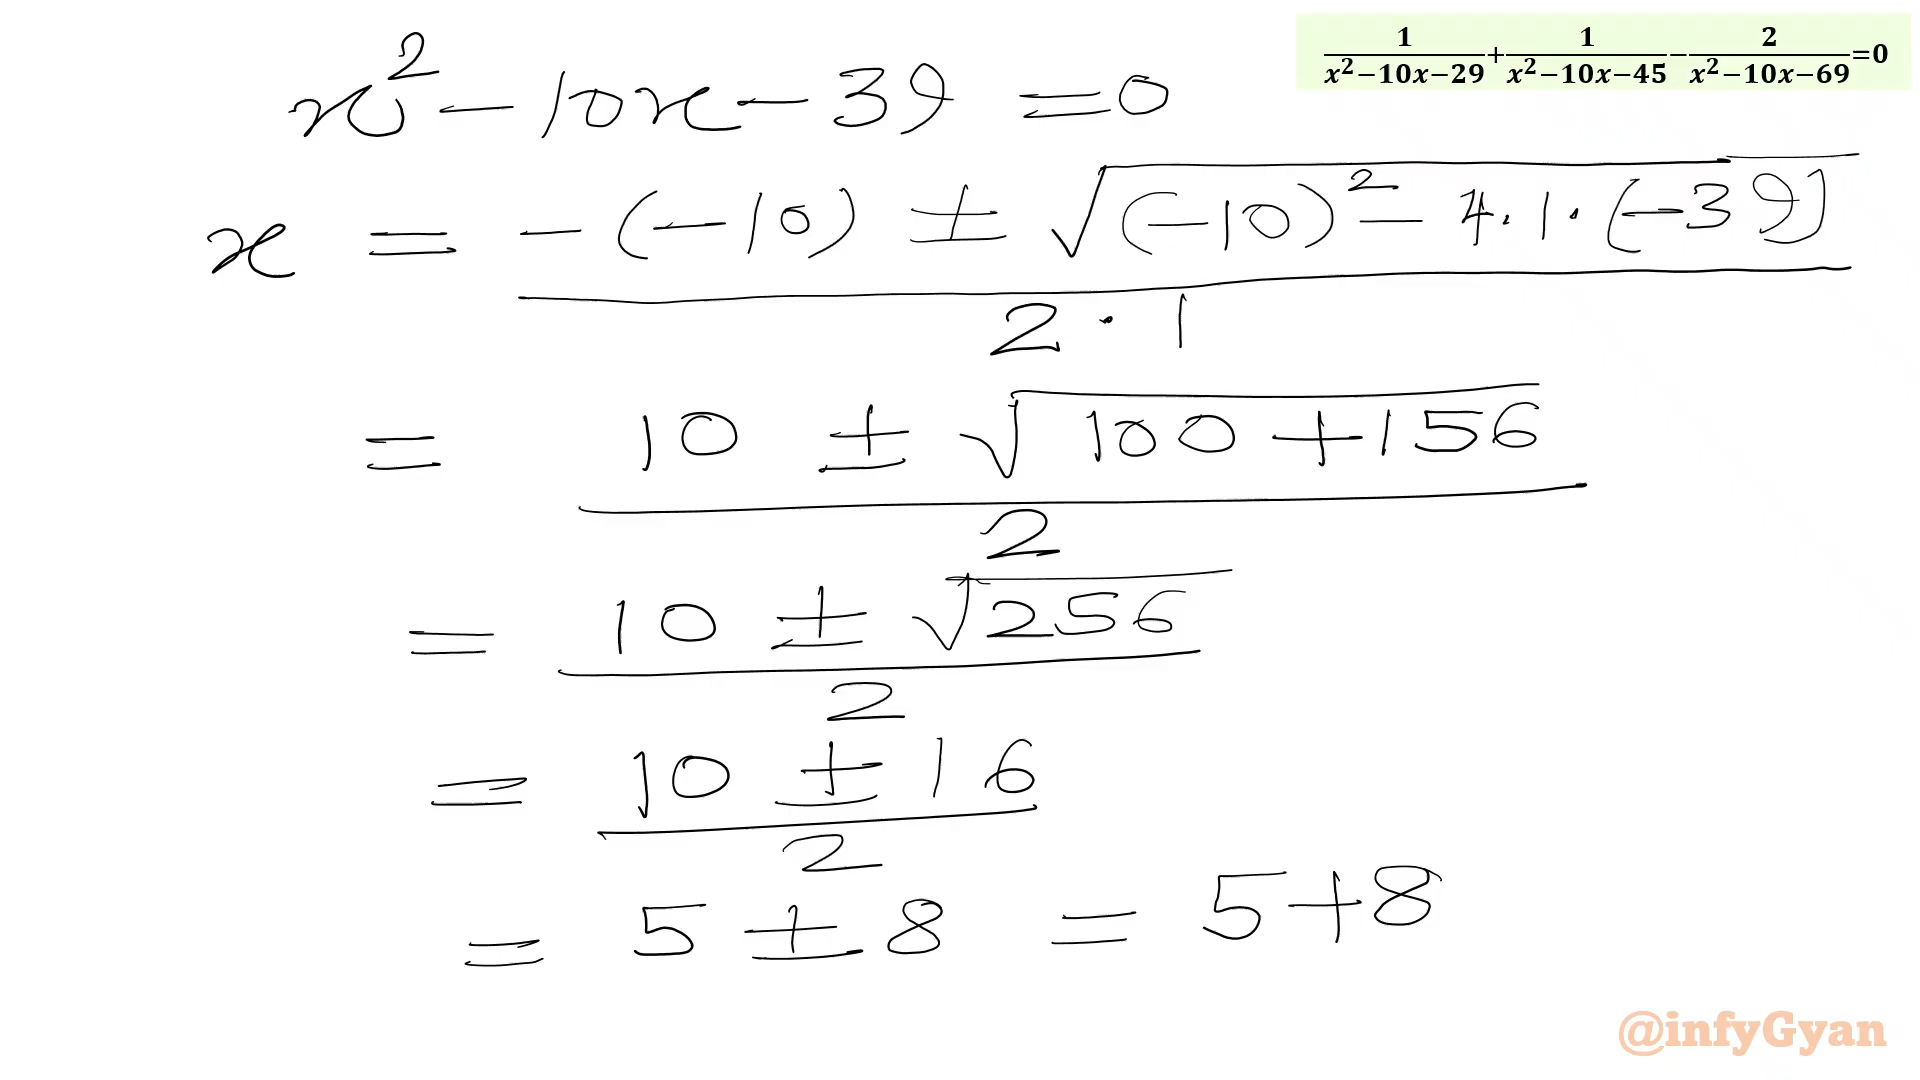 1/(x²−10x−29) + 1/(x²−10x−45) − 2/(x²−10x−69) =0
x² − 10x − 39 = 0
x = (−(−10) ± √((−10)² − 4·1·(−39)))/(2·1)
= (10 ± √(100+156))/2
= (10 ± √256)/2
= (10 ± 16)/2
= 5 ± 8 = 5+8
@infyGyan